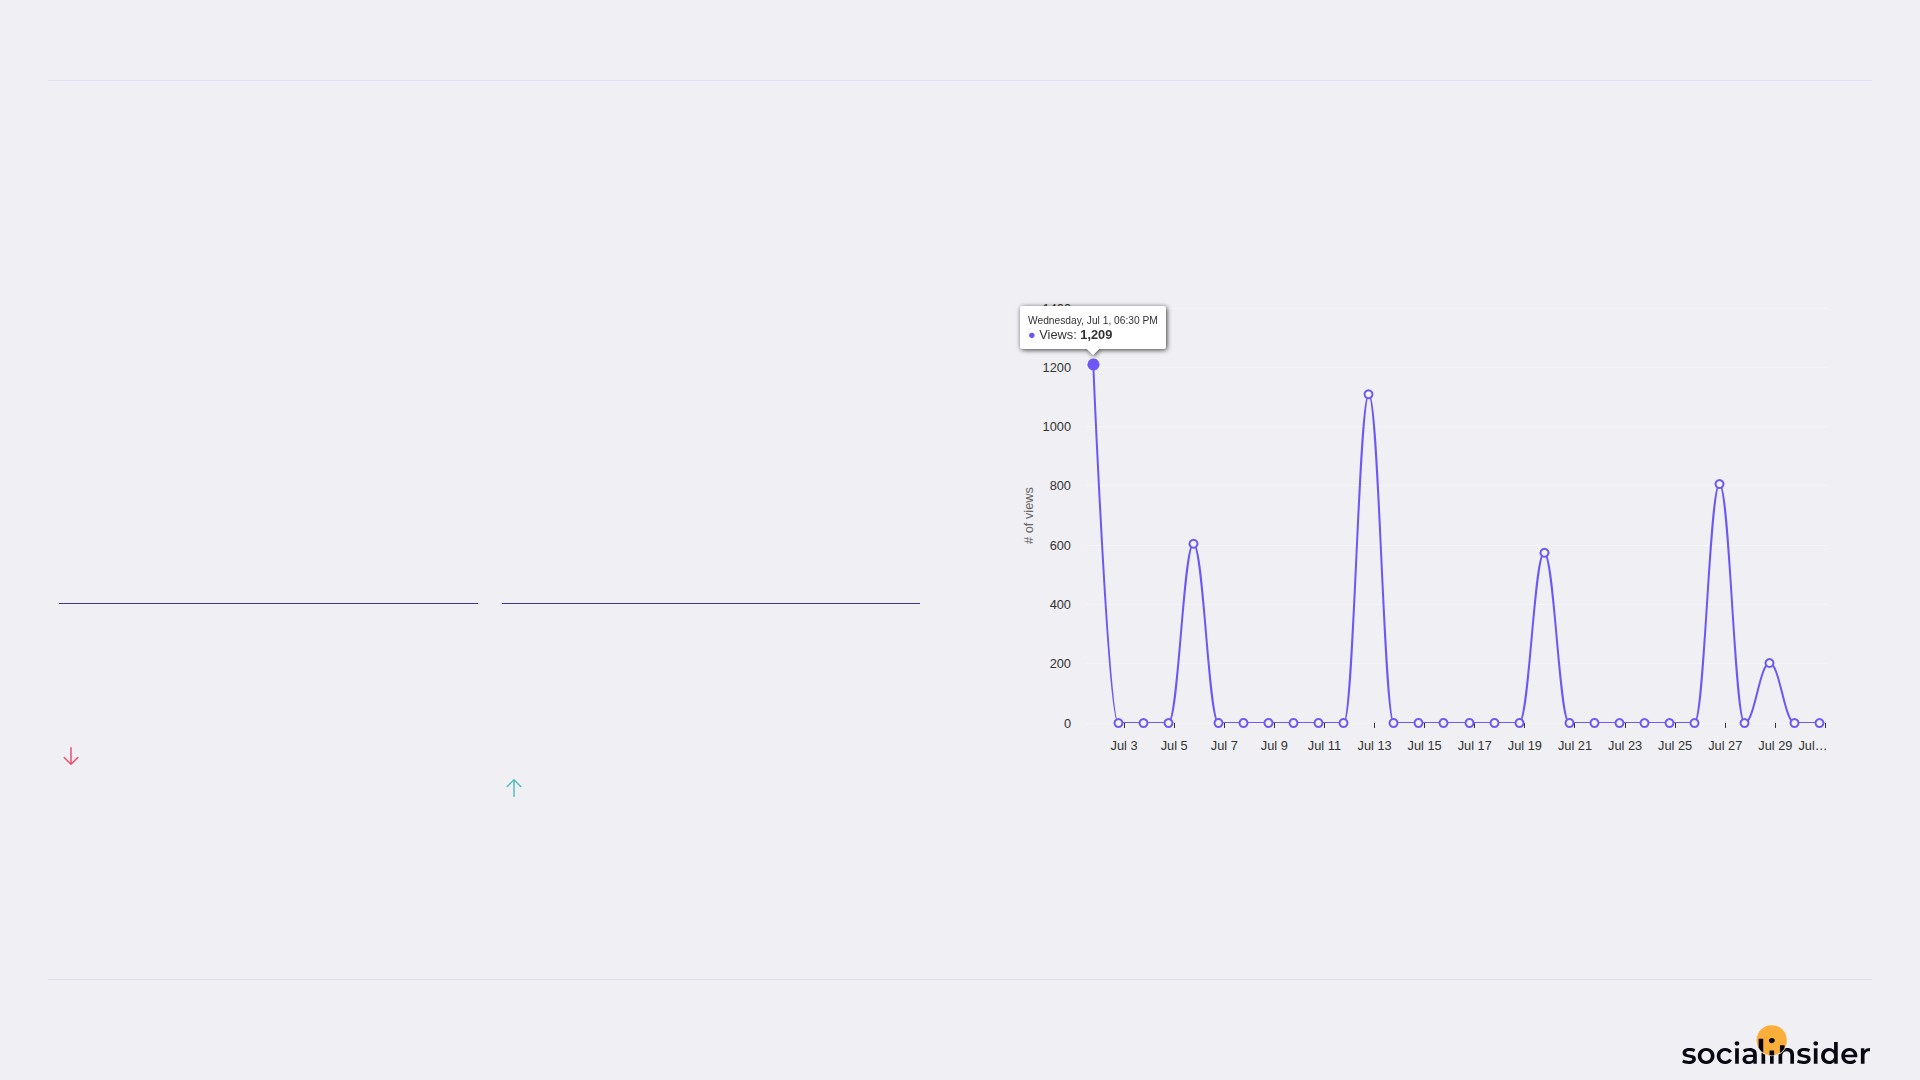 Wednesday, Jul 1, 06:30 PM
Views: 1,209
1200
1000
800
600
400
200
0
# of views
Jul 3 Jul 5 Jul 7 Jul 9 Jul 11 Jul 13 Jul 15 Jul 17 Jul 19 Jul 21 Jul 23 Jul 25 Jul 27 Jul 29 Jul…
socialinsider